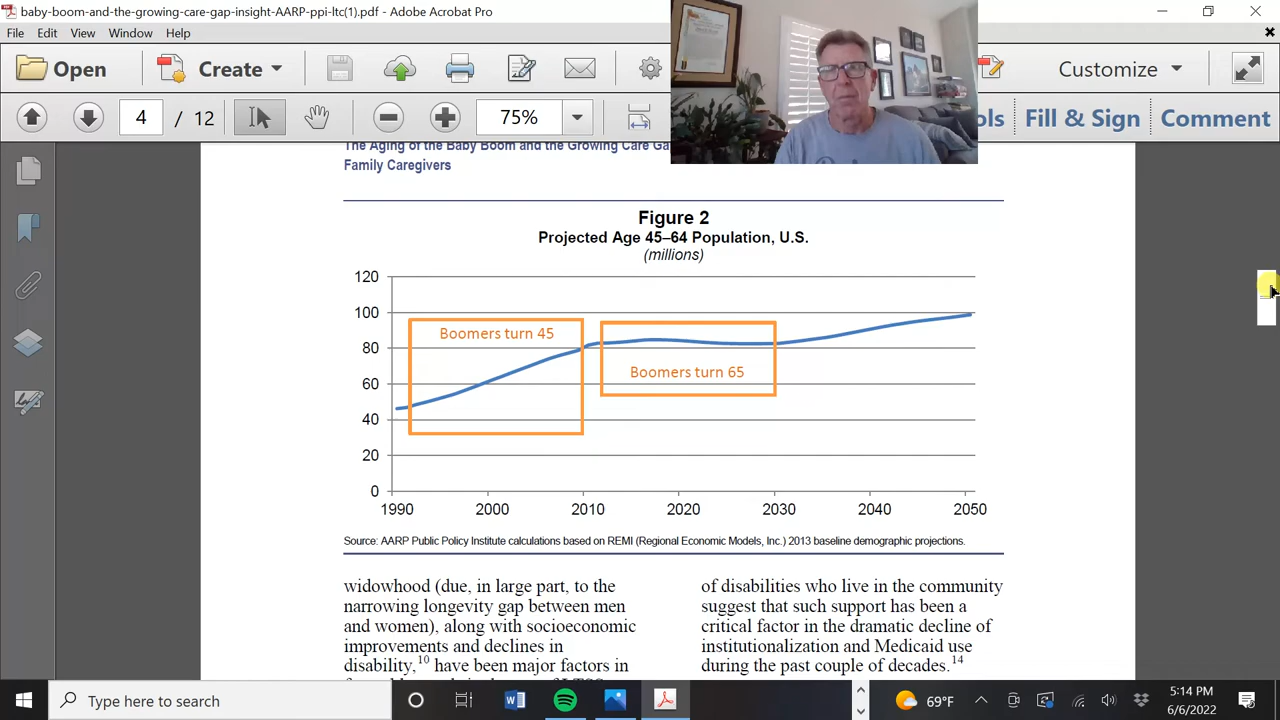 baby-boom-and-the-growing-care-gap-insight-AARP-ppi-ltc(1).pdf - Adobe Acrobat Pro
File Edit View Window Help
Open Create Customize
4 / 12 75% Fill & Sign Comment
The Aging of the Baby Boom and the Growing Care
Family Caregivers
Figure 2
Projected Age 45–64 Population, U.S.
(millions)
120
100
80
60
40
20
0
Boomers turn 45
Boomers turn 65
1990 2000 2010 2020 2030 2040 2050
Source: AARP Public Policy Institute calculations based on REMI (Regional Economic Models, Inc.) 2013 baseline demographic projections.
widowhood (due, in large part, to the
narrowing longevity gap between men
and women), along with socioeconomic
improvements and declines in
disability,10 have been major factors in
of disabilities who live in the community
suggest that such support has been a
critical factor in the dramatic decline of
institutionalization and Medicaid use
during the past couple of decades.14
Type here to search
69°F
5:14 PM
6/6/2022